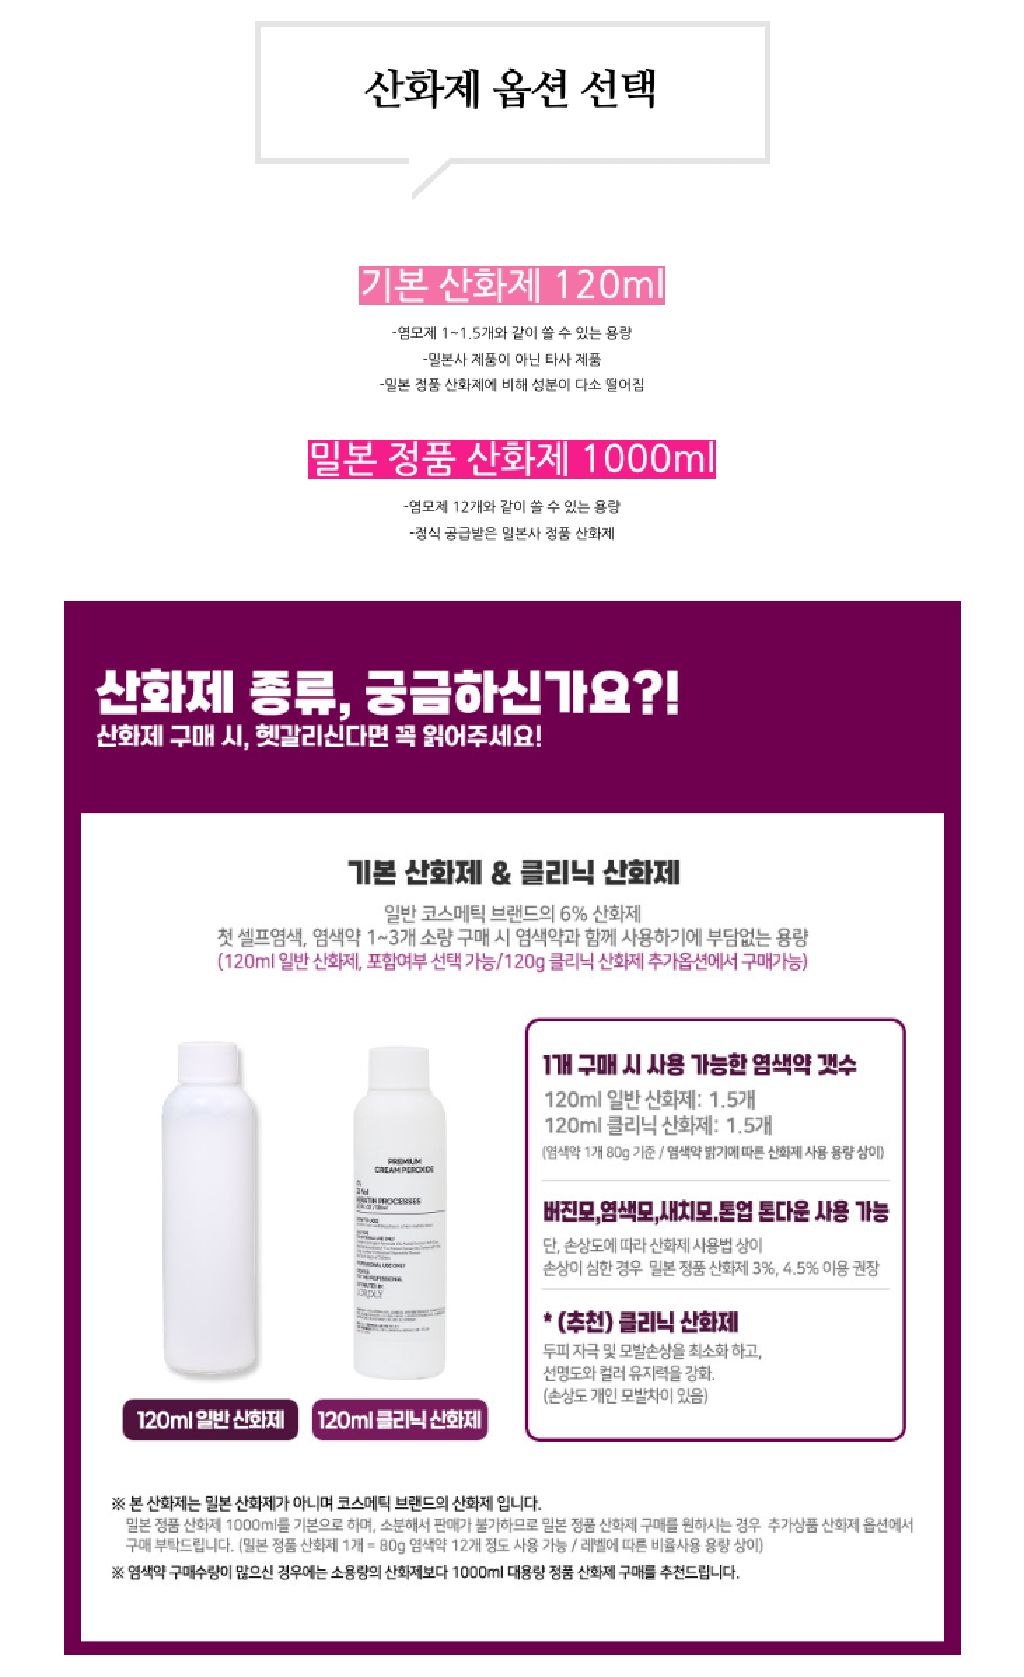 산화제 옵션 선택
기본 산화제 120ml
-염모제 1~1.5개와 같이 쓸 수 있는 용량
-밀본사 제품이 아닌 타사 제품
-밀본 정품 산화제에 비해 성분이 다소 떨어짐
밀본 정품 산화제 1000ml
-염모제 12개와 같이 쓸 수 있는 용량
-정식 공급받은 밀본사 정품 산화제
산화제 종류, 궁금하신가요?!
산화제 구매 시, 헷갈리신다면 꼭 읽어주세요!
기본 산화제 & 클리닉 산화제
일반 코스메틱 브랜드의 6% 산화제
첫 셀프염색, 염색약 1~3개 소량 구매 시 염색약과 함께 사용하기에 부담없는 용량
(120ml 일반 산화제, 포함여부 선택 가능/120g 클리닉 산화제 추가옵션에서 구매가능)
PREMIUM
CREAM PEROXIDE
KERATIN PROCESSES
120ml 일반 산화제
120ml 클리닉 산화제
1개 구매 시 사용 가능한 염색약 갯수
120ml 일반 산화제: 1.5개
120ml 클리닉 산화제: 1.5개
(염색약 1개 80g 기준 / 염색약 밝기에 따른 산화제 사용 용량 상이)
버진모,염색모,새치모,톤업 톤다운 사용 가능
단, 손상도에 따라 산화제 사용법 상이
손상이 심한 경우 밀본 정품 산화제 3%, 4.5% 이용 권장
* (추천) 클리닉 산화제
두피 자극 및 모발손상을 최소화 하고,
선명도와 컬러 유지력을 강화.
(손상도 개인 모발차이 있음)
※ 본 산화제는 밀본 산화제가 아니며 코스메틱 브랜드의 산화제 입니다.
밀본 정품 산화제 1000ml를 기본으로 하며, 소분해서 판매가 불가하므로 밀본 정품 산화제 구매를 원하시는 경우 추가상품 산화제 옵션에서
구매 부탁드립니다. (밀본 정품 산화제 1개 = 80g 염색약 12개 정도 사용 가능 / 레벨에 따른 비율사용 용량 상이)
※ 염색약 구매수량이 많으신 경우에는 소용량의 산화제보다 1000ml 대용량 정품 산화제 구매를 추천드립니다.